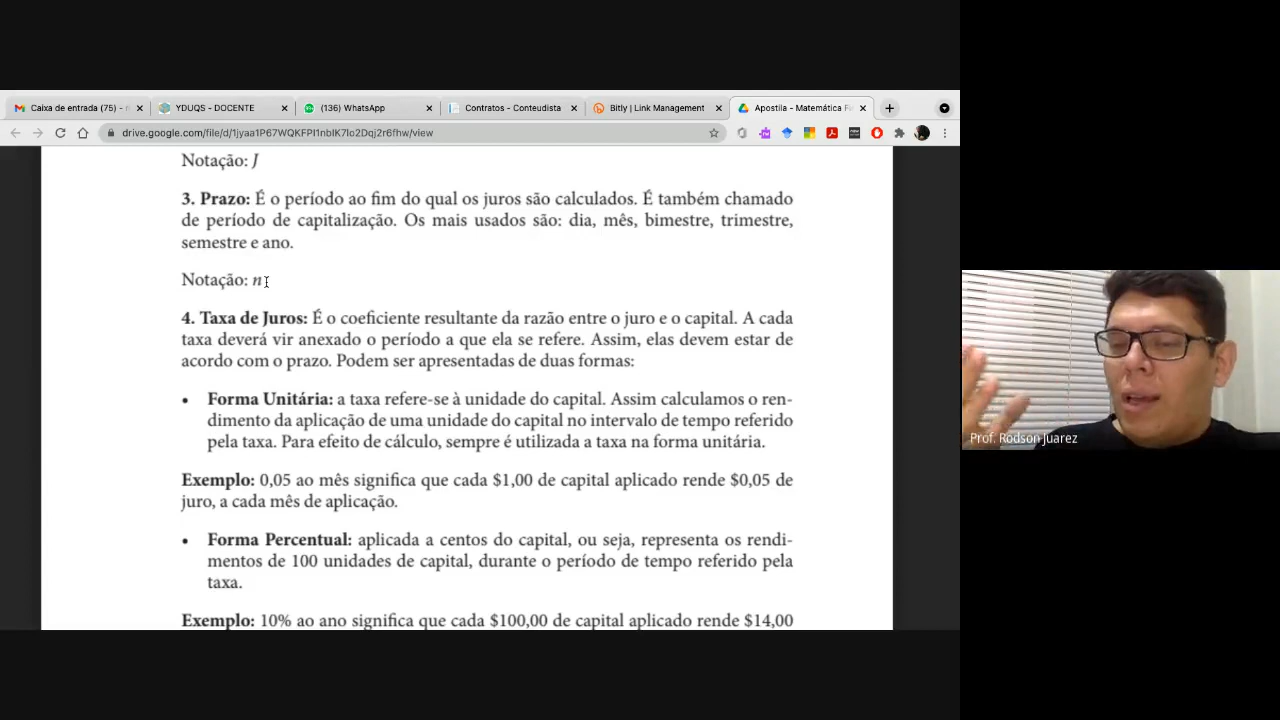 Caixa de entrada (75) -
YDUQS - DOCENTE
(136) WhatsApp
Contratos - Conteudista
Bitly | Link Management
Apostila - Matemática Fi
drive.google.com/file/d/1jyaa1P67WQKFPI1nbIK7lo2Dqj2r6fhw/view
Notação: J
3. Prazo: É o período ao fim do qual os juros são calculados. É também chamado
de período de capitalização. Os mais usados são: dia, mês, bimestre, trimestre,
semestre e ano.
Notação: n
4. Taxa de Juros: É o coeficiente resultante da razão entre o juro e o capital. A cada
taxa deverá vir anexado o período a que ela se refere. Assim, elas devem estar de
acordo com o prazo. Podem ser apresentadas de duas formas:
• Forma Unitária: a taxa refere-se à unidade do capital. Assim calculamos o ren-
dimento da aplicação de uma unidade do capital no intervalo de tempo referido
pela taxa. Para efeito de cálculo, sempre é utilizada a taxa na forma unitária.
Exemplo: 0,05 ao mês significa que cada $1,00 de capital aplicado rende $0,05 de
juro, a cada mês de aplicação.
• Forma Percentual: aplicada a centos do capital, ou seja, representa os rendi-
mentos de 100 unidades de capital, durante o período de tempo referido pela
taxa.
Exemplo: 10% ao ano significa que cada $100,00 de capital aplicado rende $14,00
Prof. Rodson Juarez